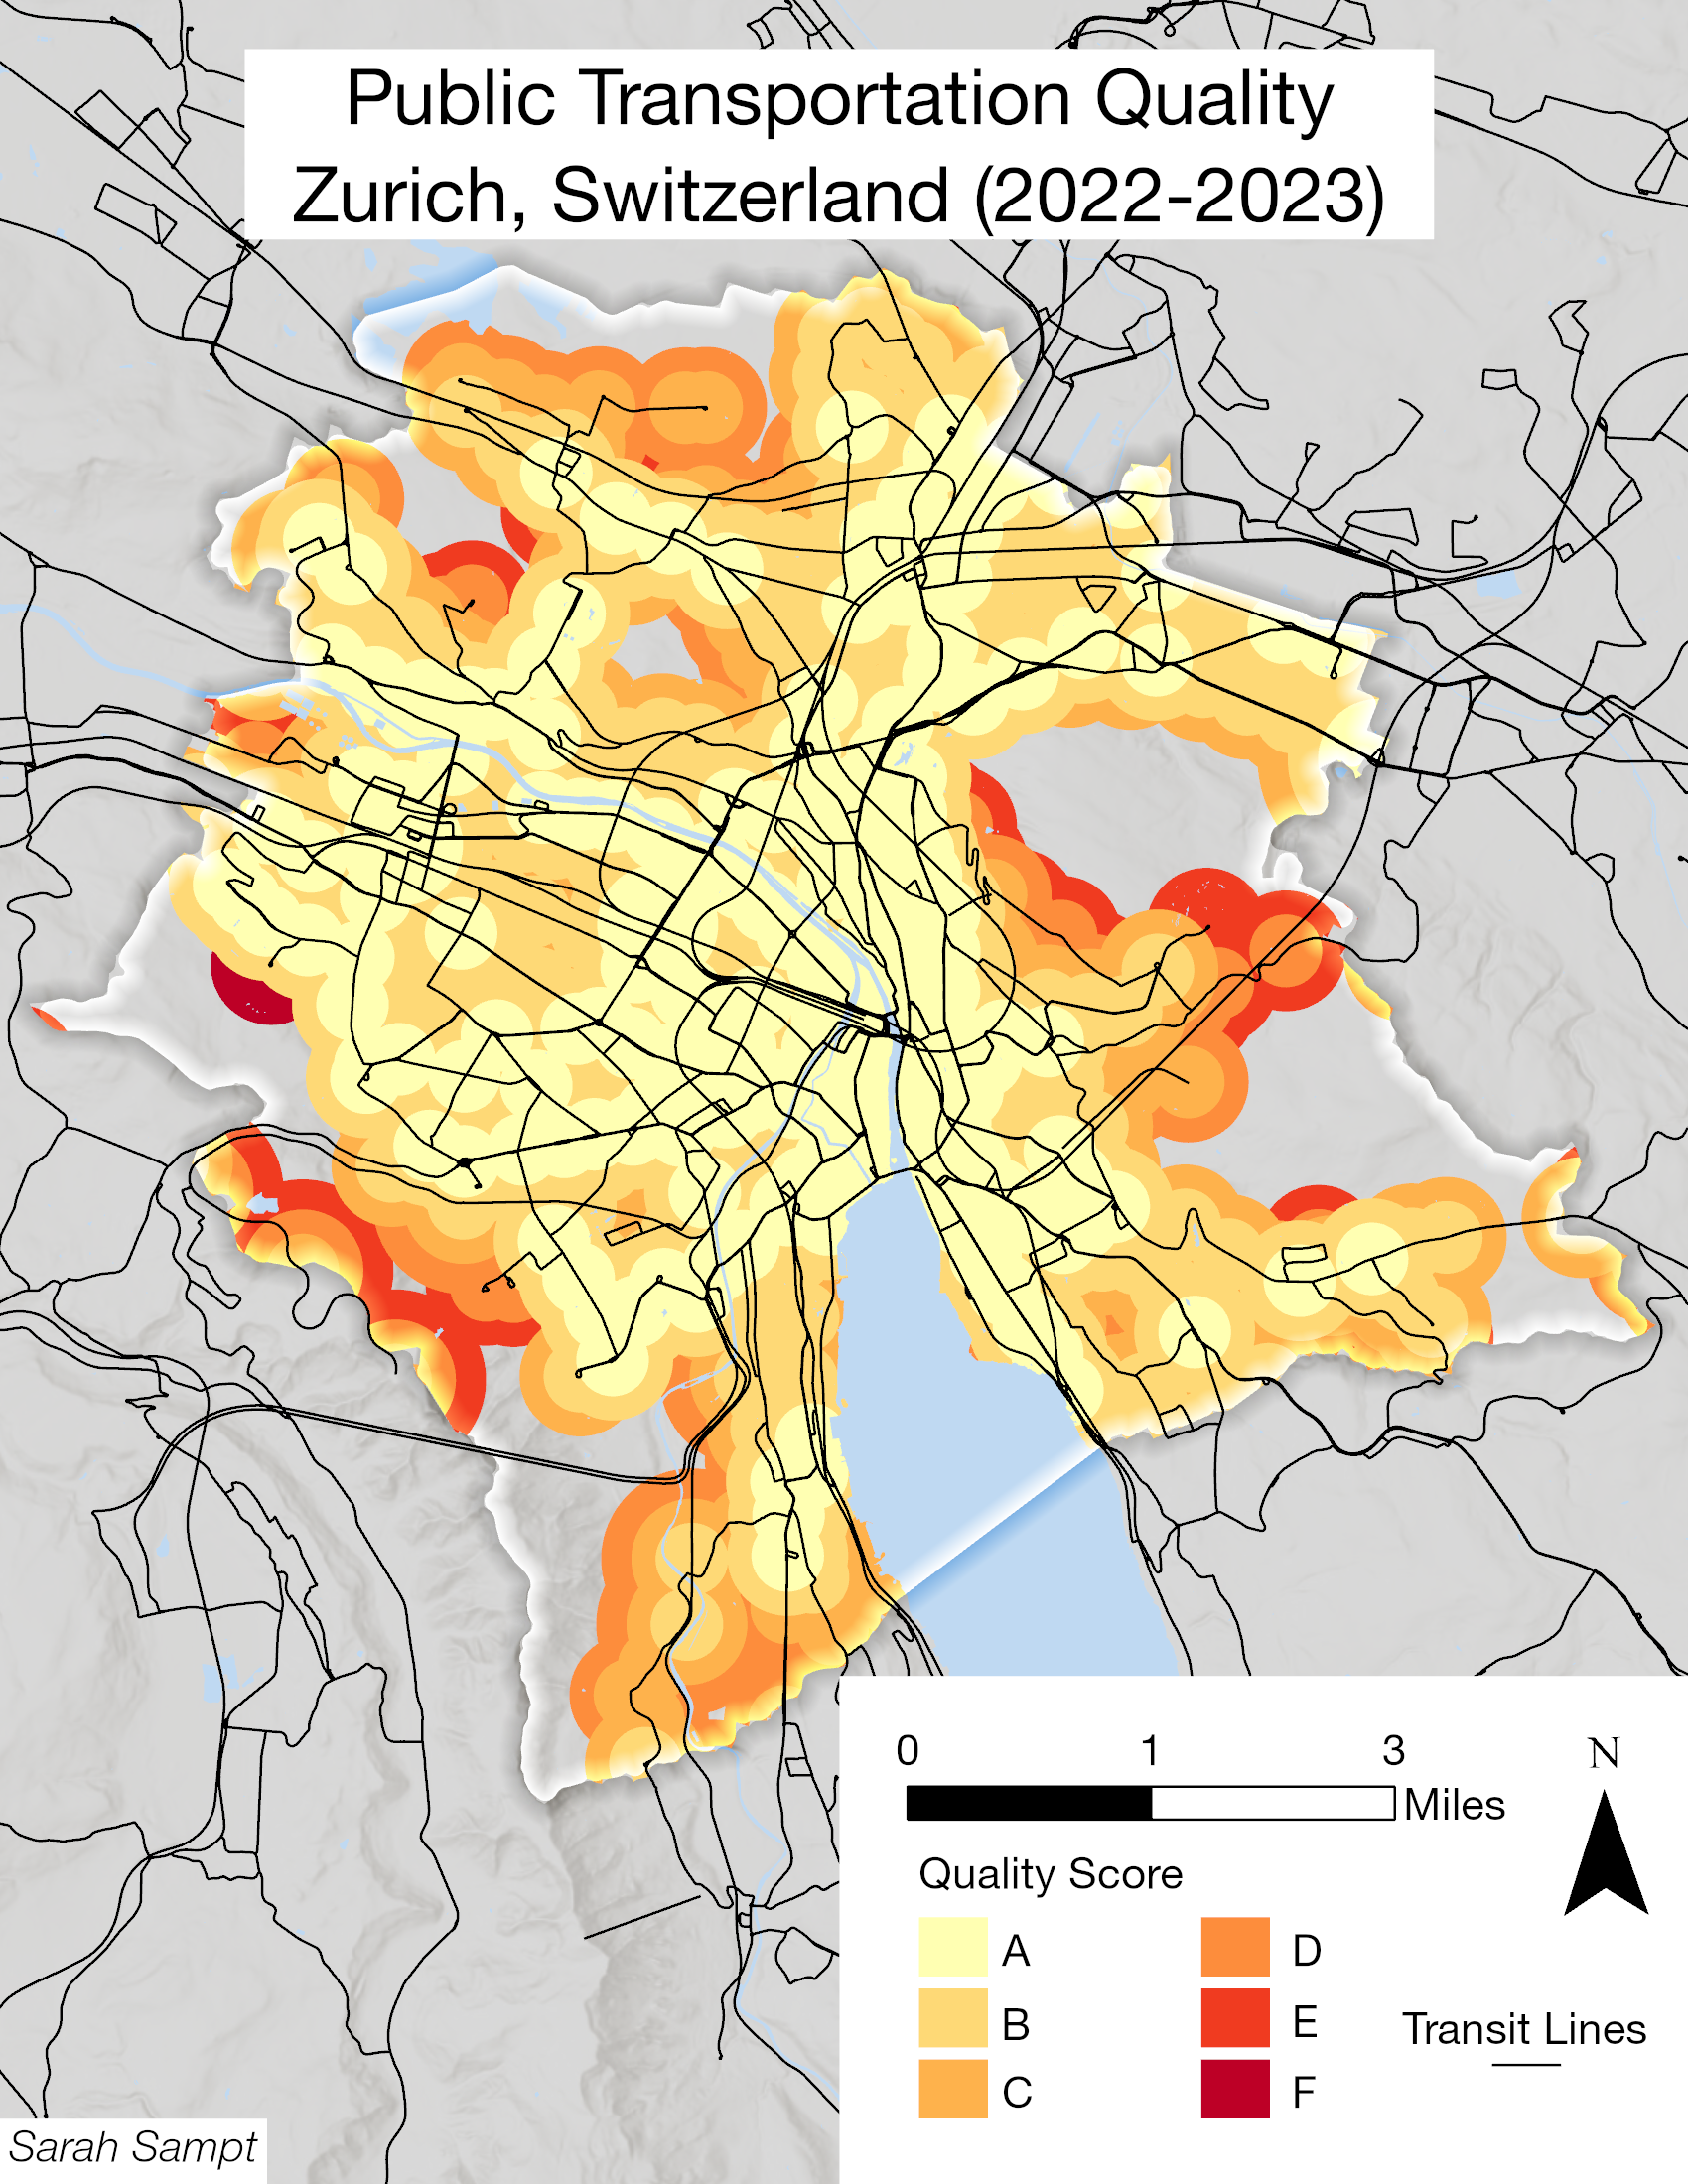 Public Transportation Quality
Zurich, Switzerland (2022-2023)
0 1 3
Miles
N
Quality Score
A
B
C
D
E
F
Transit Lines
Sarah Sampt